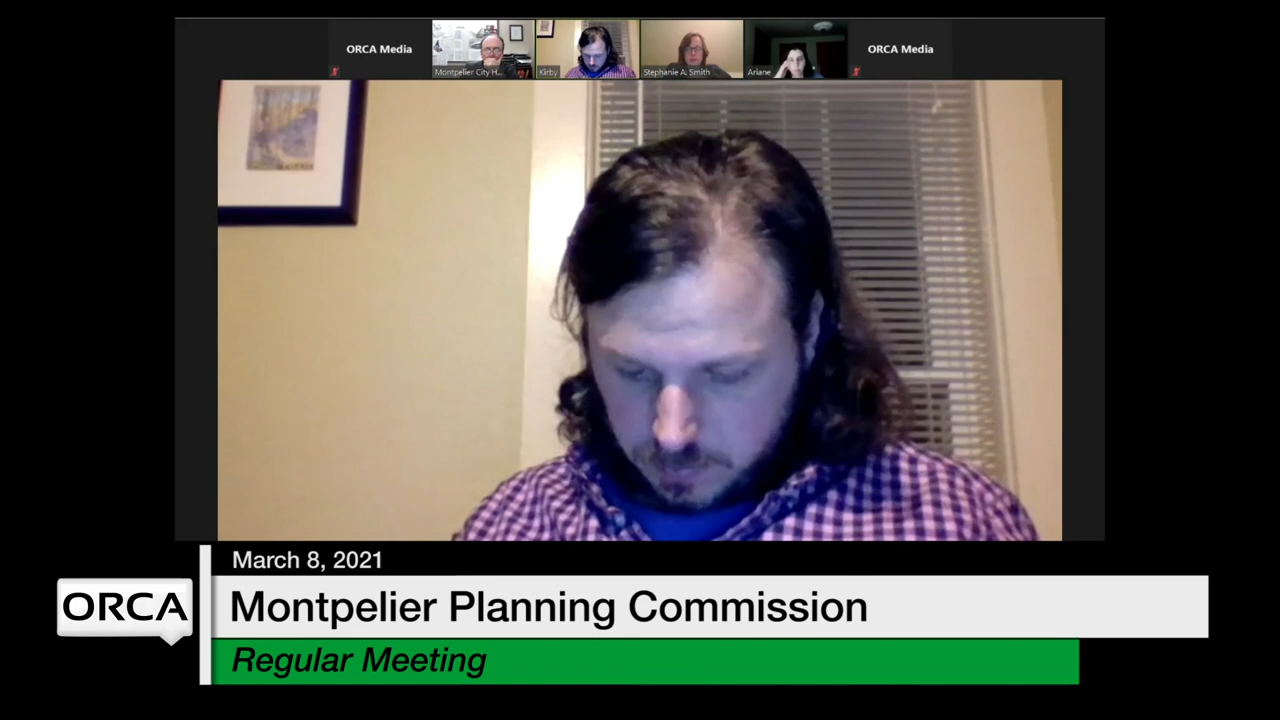 ORCA Media
Montpelier City H...
Kirby
Stephanie A. Smith
Ariane
ORCA Media
March 8, 2021
ORCA
Montpelier Planning Commission
Regular Meeting